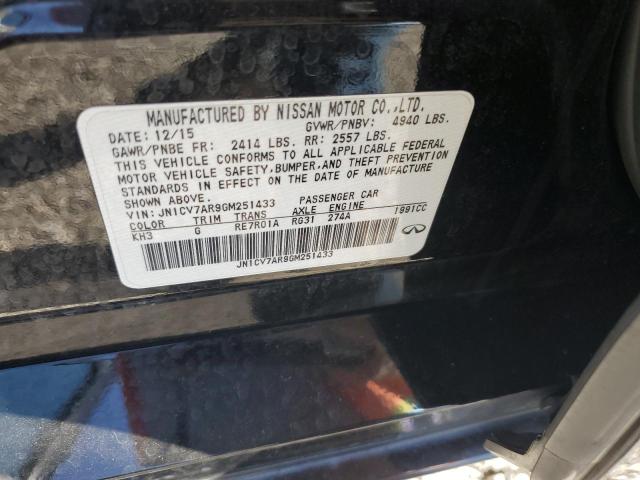 MANUFACTURED BY NISSAN MOTOR CO.,LTD.
DATE: 12/15 GVWR/PNBV: 4940 LBS.
GAWR/PNBE FR: 2414 LBS. RR: 2557 LBS.
THIS VEHICLE CONFORMS TO ALL APPLICABLE FEDERAL
MOTOR VEHICLE SAFETY,BUMPER,AND THEFT PREVENTION
STANDARDS IN EFFECT ON THE DATE OF MANUFACTURE
SHOWN ABOVE.
VIN: JN1CV7AR9GM251433 PASSENGER CAR
COLOR TRIM TRANS AXLE ENGINE
KH3 G RE7R01A RG31 274A 1991CC
JN1CV7AR9GM251433